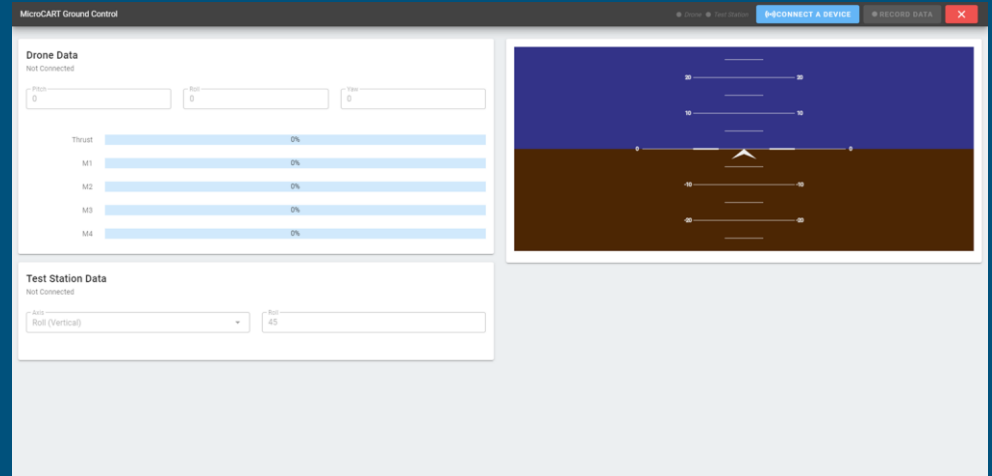 MicroCART Ground Control
Drone Test Station CONNECT A DEVICE RECORD DATA
Drone Data
Not Connected
Pitch Roll Yaw
0 0 0
Thrust 0%
M1 0%
M2 0%
M3 0%
M4 0%
Test Station Data
Not Connected
Axis Roll
Roll (Vertical) 45
20 20
10 10
0 0
-10 -10
-20 -20